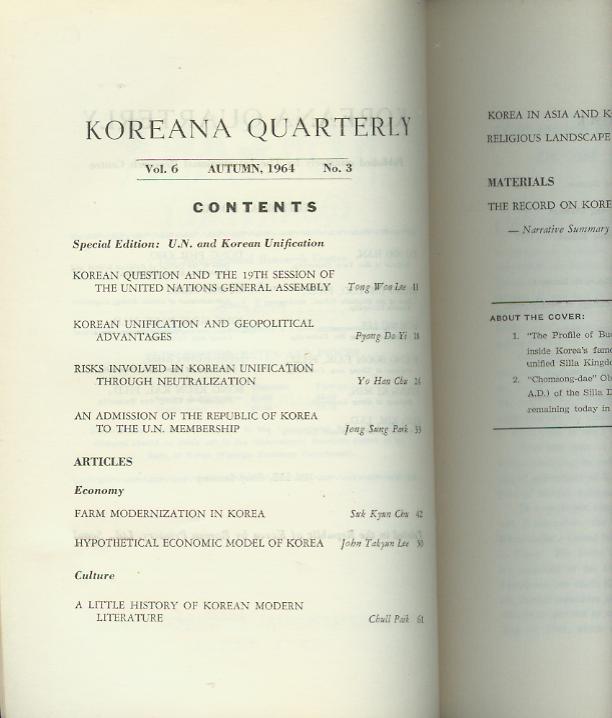 KOREANA QUARTERLY
Vol. 6 AUTUMN, 1964 No. 3
CONTENTS
Special Edition: U.N. and Korean Unification
KOREAN QUESTION AND THE 19TH SESSION OF
THE UNITED NATIONS GENERAL ASSEMBLY Tong Won Lee 11
KOREAN UNIFICATION AND GEOPOLITICAL
ADVANTAGES Pyong Do Yi 18
RISKS INVOLVED IN KOREAN UNIFICATION
THROUGH NEUTRALIZATION Yo Han Chu 26
AN ADMISSION OF THE REPUBLIC OF KOREA
TO THE U.N. MEMBERSHIP Jong Sung Park 33
ARTICLES
Economy
FARM MODERNIZATION IN KOREA Suk Kyun Chu 42
HYPOTHETICAL ECONOMIC MODEL OF KOREA John Takyun Lee 50
Culture
A LITTLE HISTORY OF KOREAN MODERN
LITERATURE Chull Paik 61
KOREA IN ASIA AND K
RELIGIOUS LANDSCAPE
MATERIALS
THE RECORD ON KORE
— Narrative Summary
ABOUT THE COVER:
1. "The Profile of Bu
inside Korea's famo
unified Silla Kingdo
2. "Chomsong-dae" Ob
A.D.) of the Silla D
remaining today in